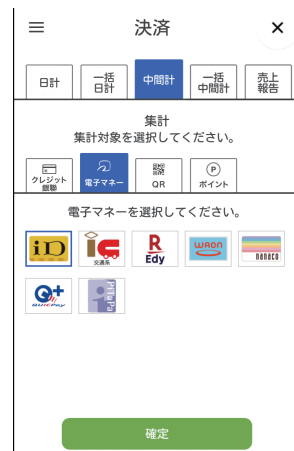 決済
日計
一括
日計
中間計
一括
中間計
売上
報告
集計
集計対象を選択してください。
クレジット
銀聯
電子マネー
QR
P
ポイント
電子マネーを選択してください。
iD
交通系
R
Edy
WAON
nanaco
Q+
QUICPay
PiTaPa
確定